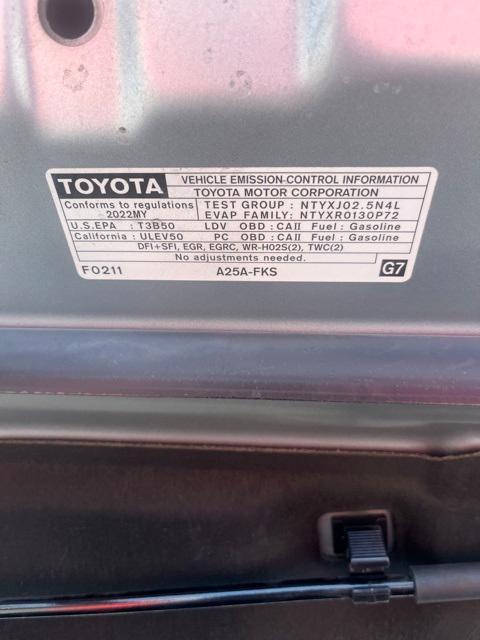 TOYOTA VEHICLE EMISSION CONTROL INFORMATION
TOYOTA MOTOR CORPORATION
Conforms to regulations TEST GROUP : NTYXJ02.5N4L
2022MY EVAP FAMILY: NTYXR0130P72
U.S.EPA : T3B50 LDV OBD : CAII Fuel : Gasoline
California : ULEV50 PC OBD : CAII Fuel : Gasoline
DFI+SFI, EGR, EGRC, WR-HO2S(2), TWC(2)
No adjustments needed.
F0211 A25A-FKS G7